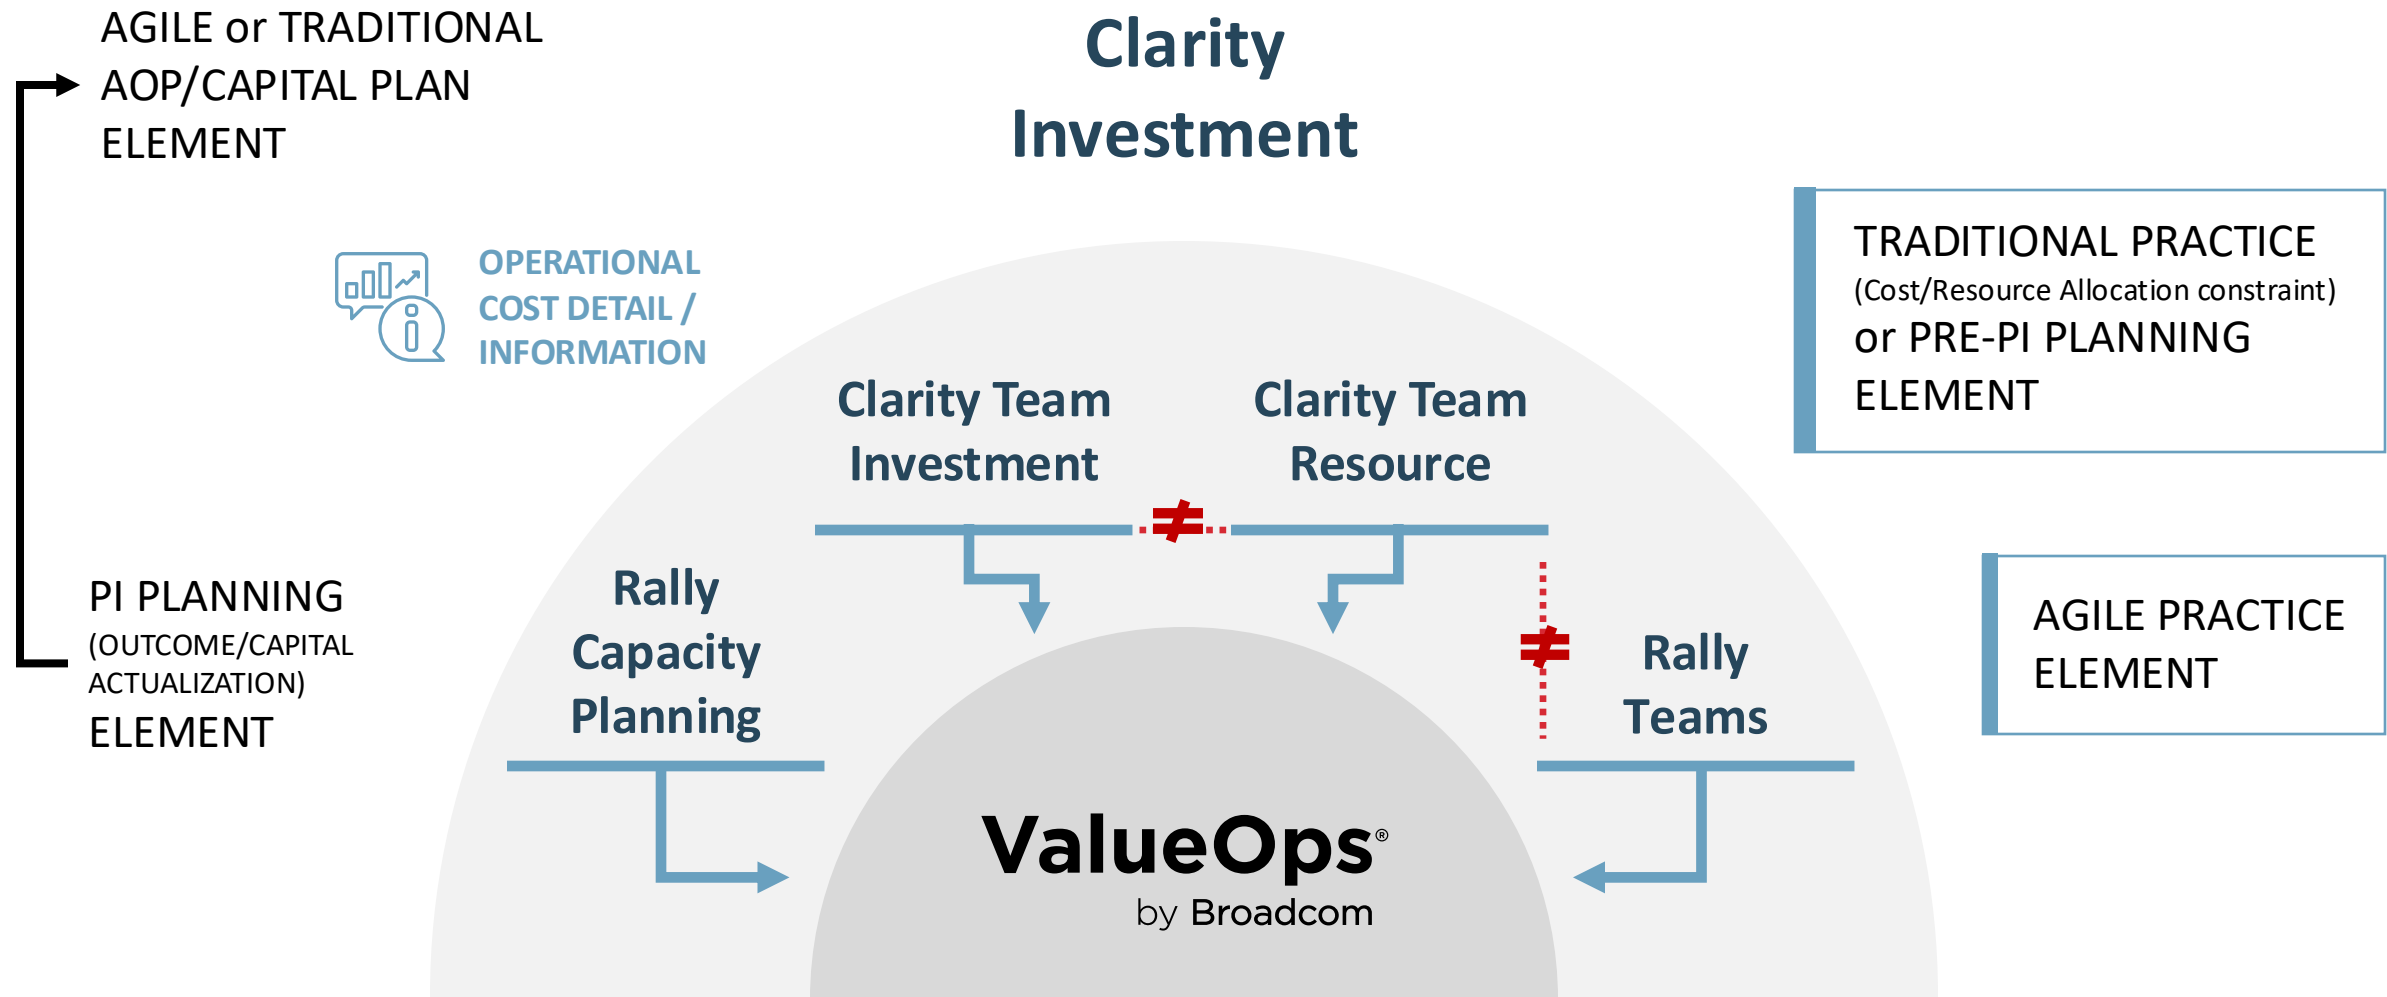 AGILE or TRADITIONAL
AOP/CAPITAL PLAN
ELEMENT
Clarity
Investment
OPERATIONAL
COST DETAIL /
INFORMATION
TRADITIONAL PRACTICE
(Cost/Resource Allocation constraint)
or PRE-PI PLANNING
ELEMENT
Clarity Team
Investment
Clarity Team
Resource
≠
PI PLANNING
(OUTCOME/CAPITAL
ACTUALIZATION)
ELEMENT
Rally
Capacity
Planning
≠
Rally
Teams
AGILE PRACTICE
ELEMENT
ValueOps®
by Broadcom